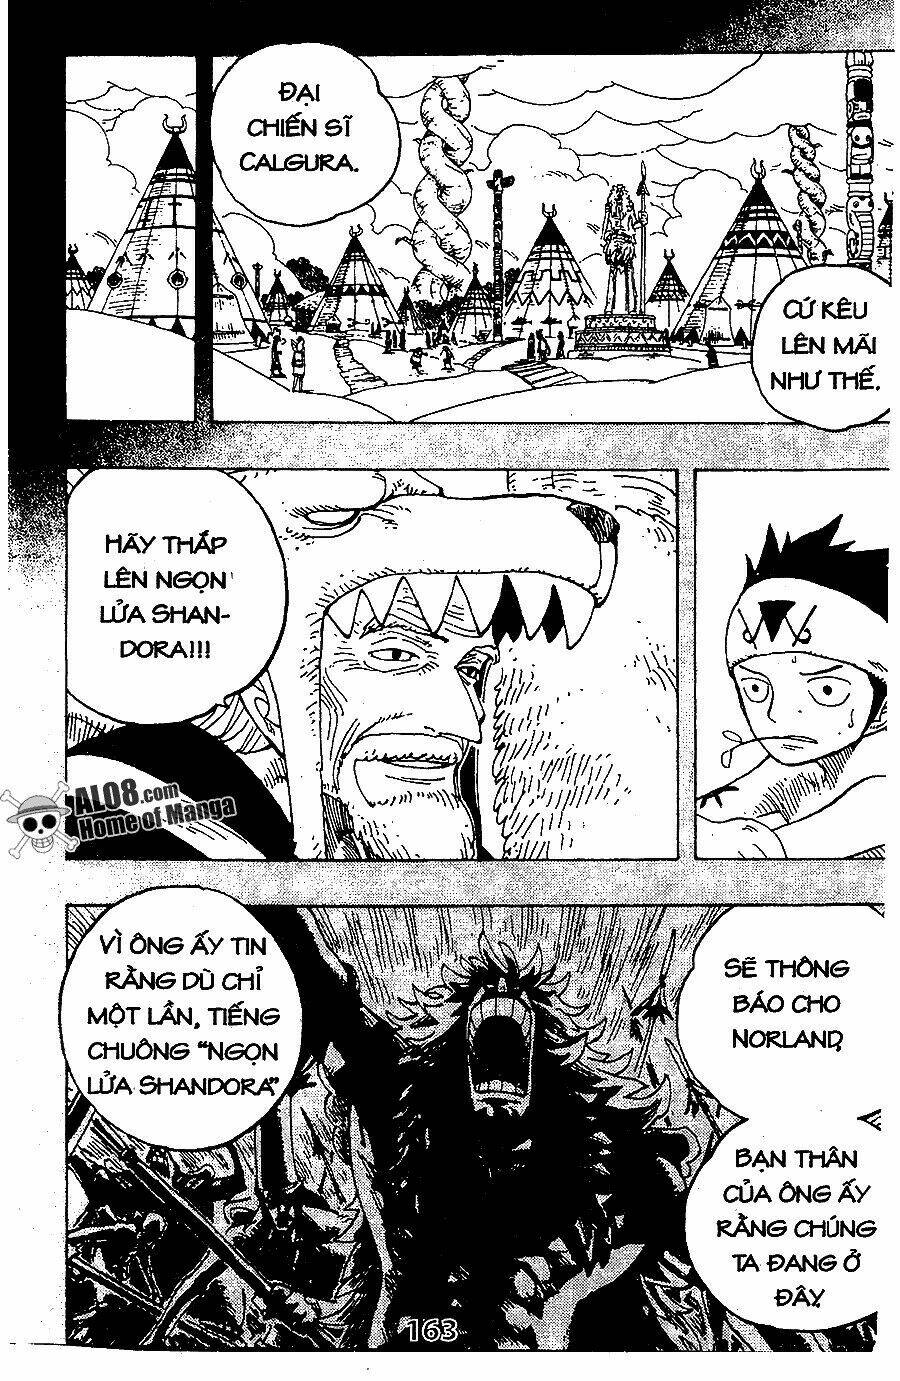 ĐẠI
CHIẾN SĨ
CALGURA.
CỨ KÊU
LÊN MÃI
NHƯ THẾ.
HÃY THẮP
LÊN NGỌN
LỬA SHAN-
DORA!!!
AL08.com
Home of Manga
VÌ ÔNG ẤY TIN
RẰNG DÙ CHỈ
MỘT LẦN, TIẾNG
CHUÔNG “NGỌN
LỬA SHANDORA”
SẼ THÔNG
BÁO CHO
NORLAND,
BẠN THÂN
CỦA ÔNG ẤY
RẰNG CHÚNG
TA ĐANG Ở
ĐÂY.
163